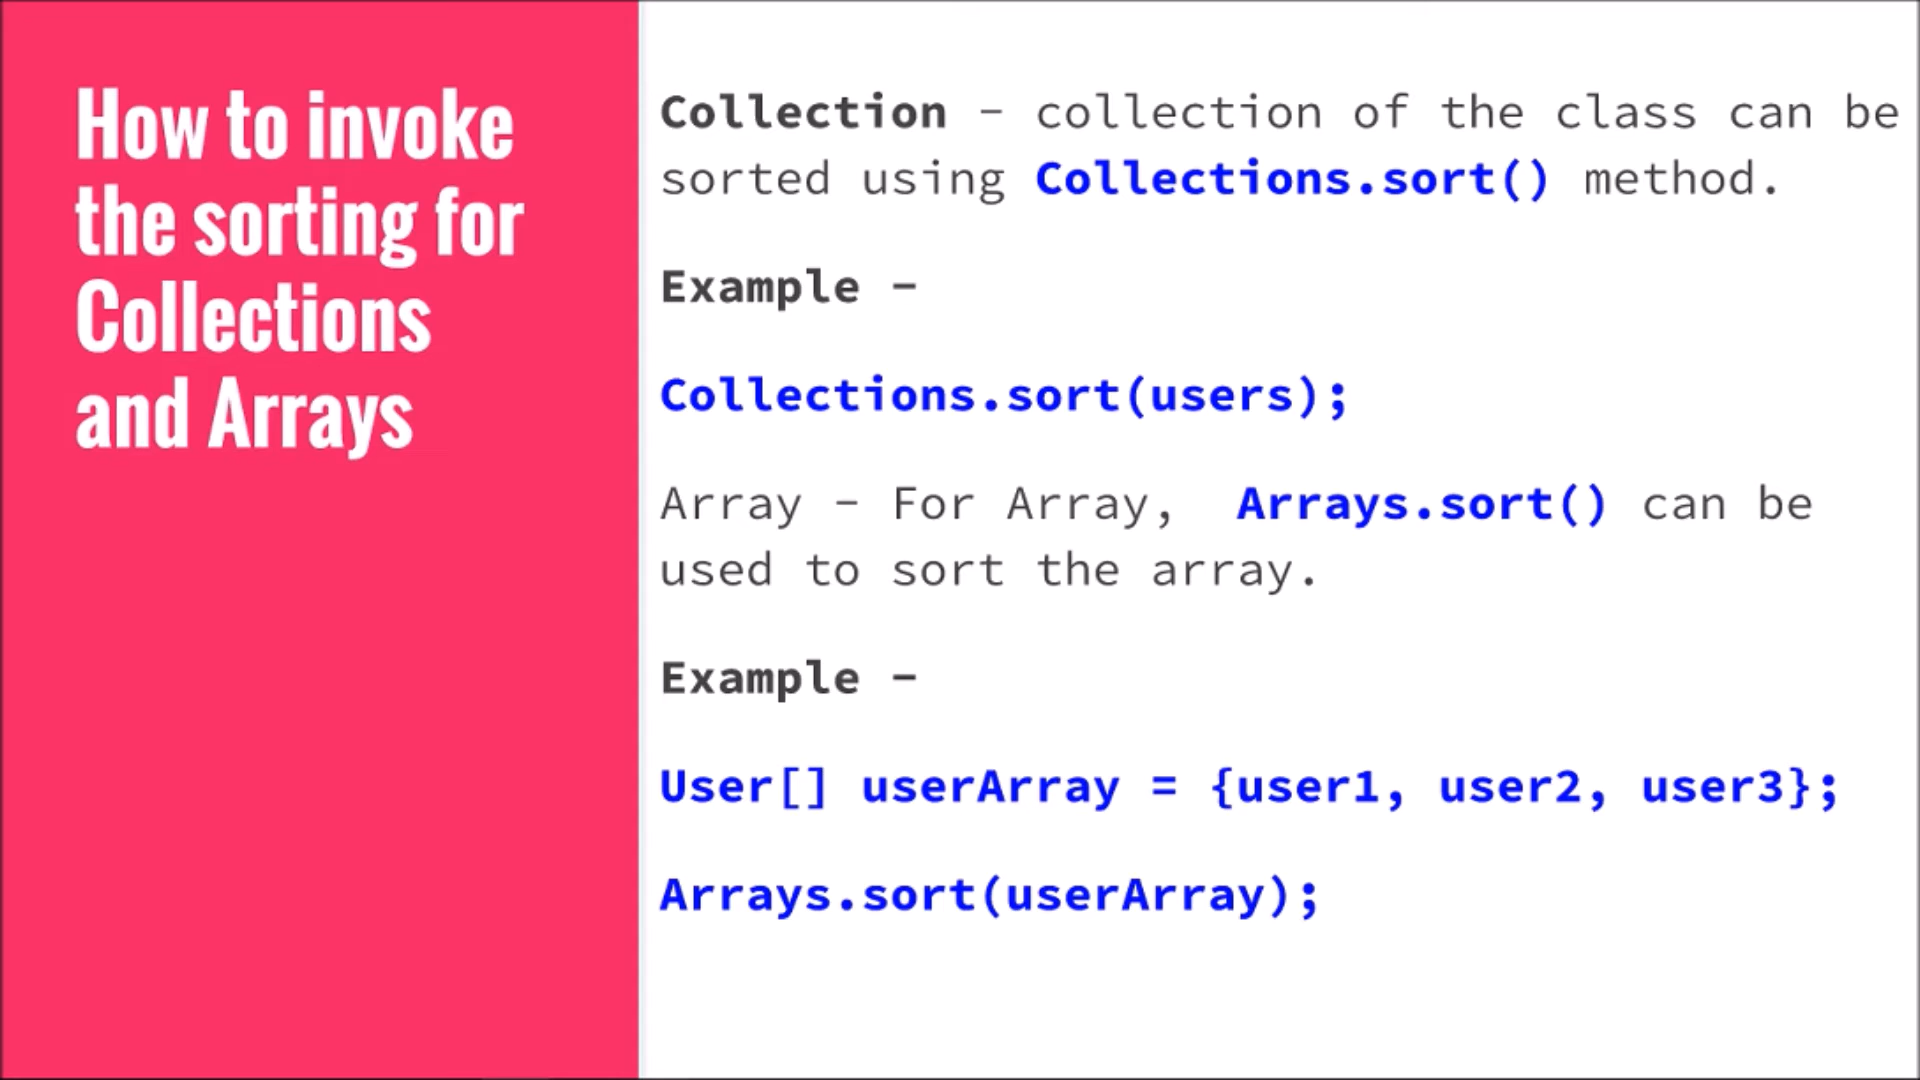 How to invoke
the sorting for
Collections
and Arrays
Collection – collection of the class can be
sorted using Collections.sort() method.
Example –
Collections.sort(users);
Array – For Array, Arrays.sort() can be
used to sort the array.
Example –
User[] userArray = {user1, user2, user3};
Arrays.sort(userArray);